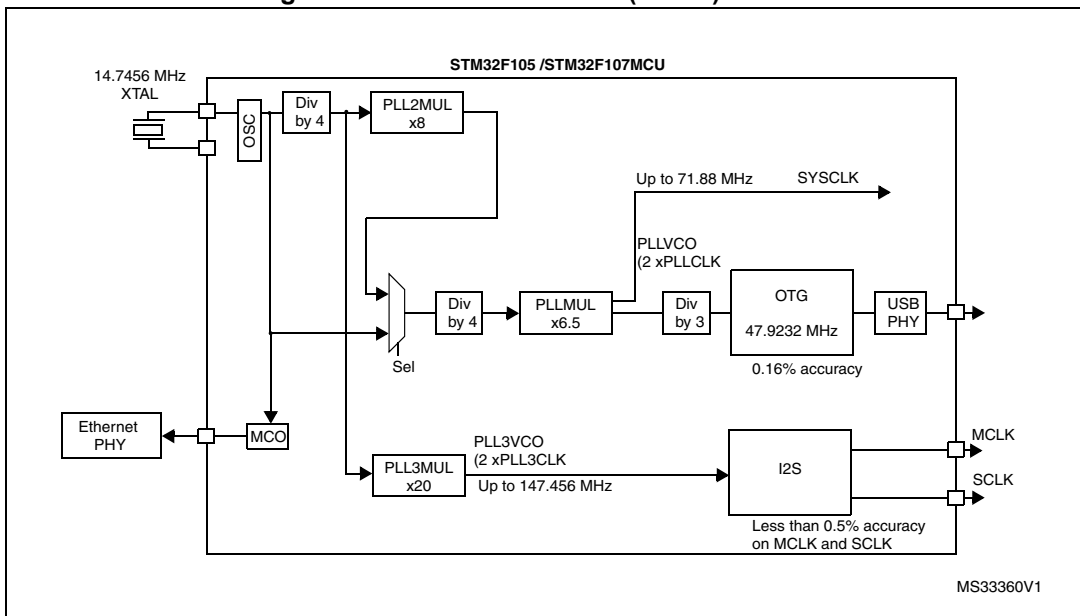 STM32F105 /STM32F107MCU
14.7456 MHz
XTAL
OSC
Div
by 4
PLL2MUL
x8
Up to 71.88 MHz
SYSCLK
PLLVCO
(2 xPLLCLK
Sel
Div
by 4
PLLMUL
x6.5
Div
by 3
OTG
47.9232 MHz
USB
PHY
0.16% accuracy
Ethernet
PHY
MCO
PLL3MUL
x20
PLL3VCO
(2 xPLL3CLK
Up to 147.456 MHz
I2S
MCLK
SCLK
Less than 0.5% accuracy
on MCLK and SCLK
MS33360V1